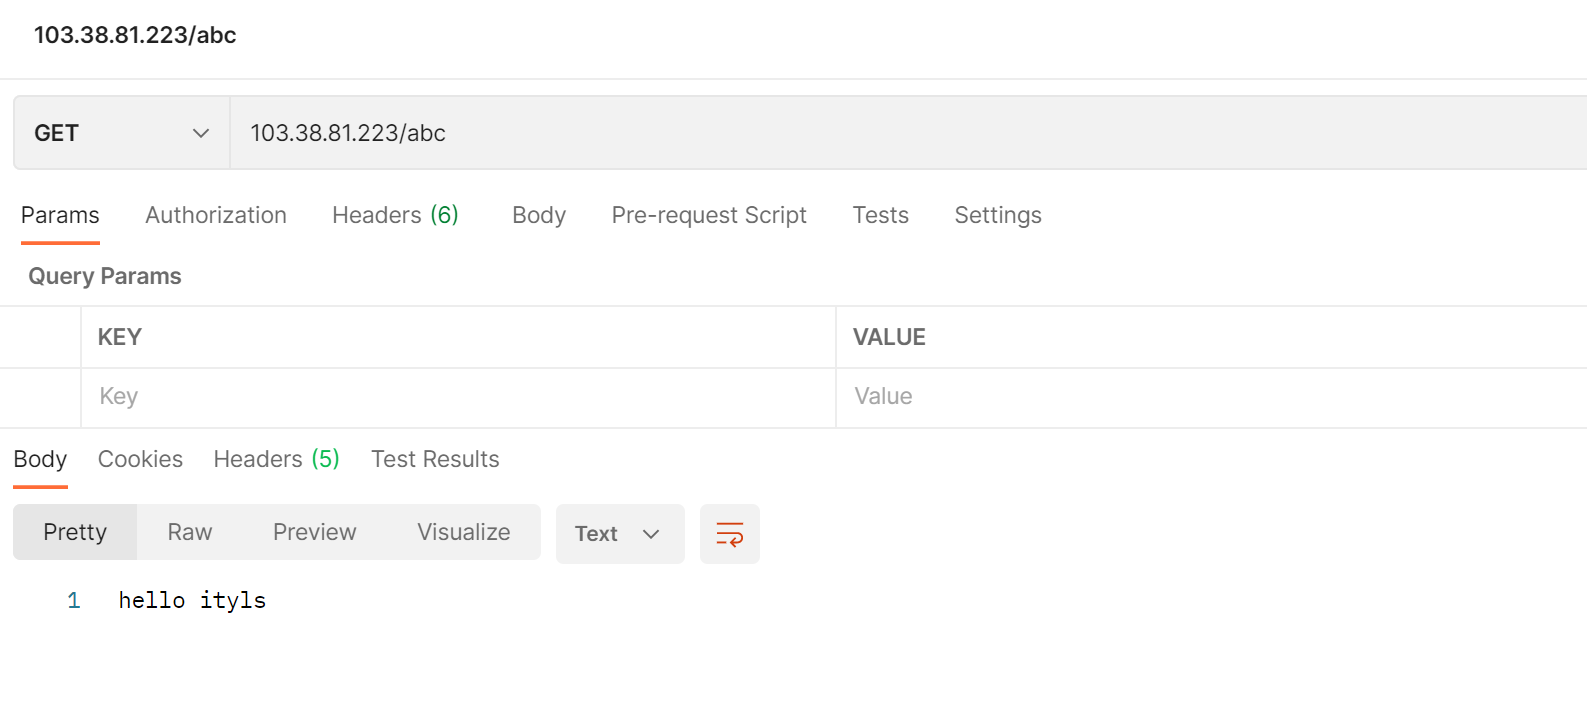 103.38.81.223/abc
GET 103.38.81.223/abc
Params Authorization Headers (6) Body Pre-request Script Tests Settings
Query Params
KEY VALUE
Key Value
Body Cookies Headers (5) Test Results
Pretty Raw Preview Visualize Text
1 hello ityls